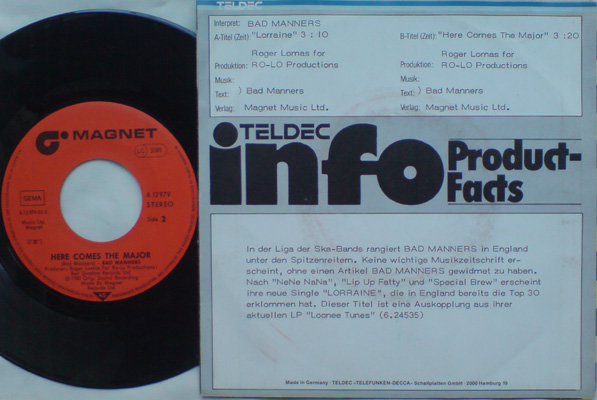 MAGNET
GEMA
6.12979
STEREO
Side 2
HERE COMES THE MAJOR
(Bad Manners)
BAD MANNERS
TELDEC
Interpret: BAD MANNERS
A-Titel (Zeit): "Lorraine" 3 : 10
Roger Lomas for
Produktion: RO-LO Productions
Musik:
Text: ) Bad Manners
Verlag: Magnet Music Ltd.
B-Titel (Zeit): "Here Comes The Major" 3 :20
Roger Lomas for
Produktion: RO-LO Productions
Musik:
Text: ) Bad Manners
Verlag: Magnet Music Ltd.
TELDEC
info
Product-
Facts
In der Liga der Ska-Bands rangiert BAD MANNERS in England
unter den Spitzenreitern. Keine wichtige Musikzeitschrift er-
scheint, ohne einen Artikel BAD MANNERS gewidmet zu haben.
Nach "NeNe NaNa", "Lip Up Fatty" und "Special Brew" erscheint
ihre neue Single "LORRAINE", die in England bereits die Top 30
erklommen hat. Dieser Titel ist eine Auskopplung aus ihrer
aktuellen LP "Loonee Tunes" (6.24535)
Made in Germany · TELDEC »TELEFUNKEN-DECCA« Schallplatten GmbH · 2000 Hamburg 19